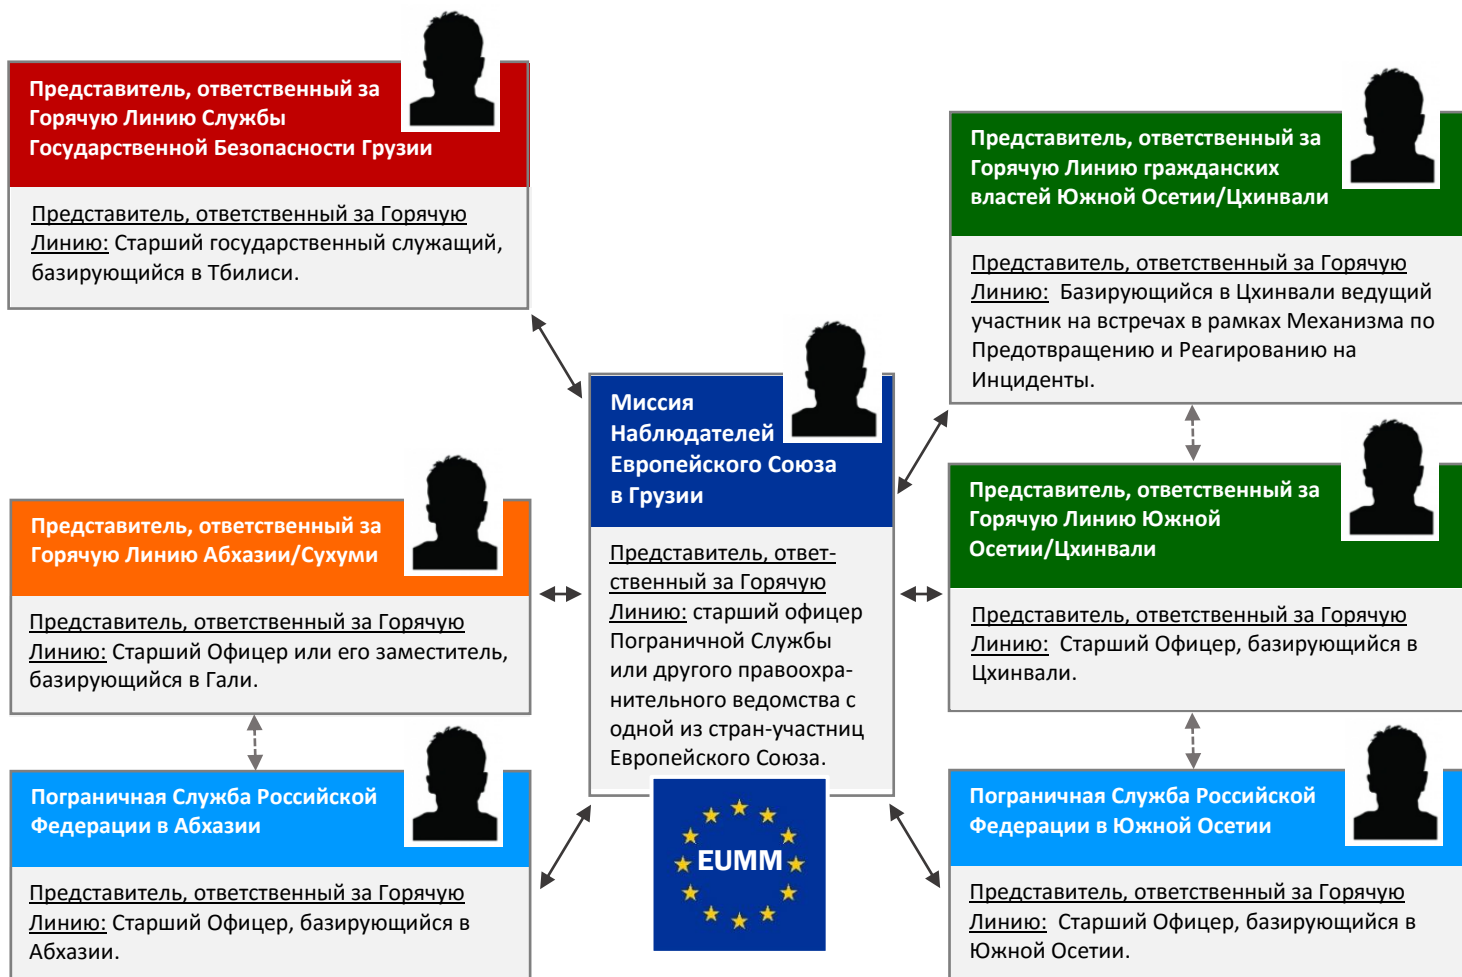 Представитель, ответственный за
Горячую Линию Службы
Государственной Безопасности Грузии
Представитель, ответственный за Горячую
Линию: Старший государственный служащий,
базирующийся в Тбилиси.
Представитель, ответственный за
Горячую Линию Абхазии/Сухуми
Представитель, ответственный за Горячую
Линию: Старший Офицер или его заместитель,
базирующийся в Гали.
Пограничная Служба Российской
Федерации в Абхазии
Представитель, ответственный за Горячую
Линию: Старший Офицер, базирующийся в
Абхазии.
Миссия
Наблюдателей
Европейского Союза
в Грузии
Представитель, ответ-
ственный за Горячую
Линию: старший офицер
Пограничной Службы
или другого правоохра-
нительного ведомства с
одной из стран-участниц
Европейского Союза.
EUMM
Представитель, ответственный за
Горячую Линию гражданских
властей Южной Осетии/Цхинвали
Представитель, ответственный за Горячую
Линию: Базирующийся в Цхинвали ведущий
участник на встречах в рамках Механизма по
Предотвращению и Реагированию на
Инциденты.
Представитель, ответственный за
Горячую Линию Южной
Осетии/Цхинвали
Представитель, ответственный за Горячую
Линию: Старший Офицер, базирующийся в
Цхинвали.
Пограничная Служба Российской
Федерации в Южной Осетии
Представитель, ответственный за Горячую
Линию: Старший Офицер, базирующийся в
Южной Осетии.